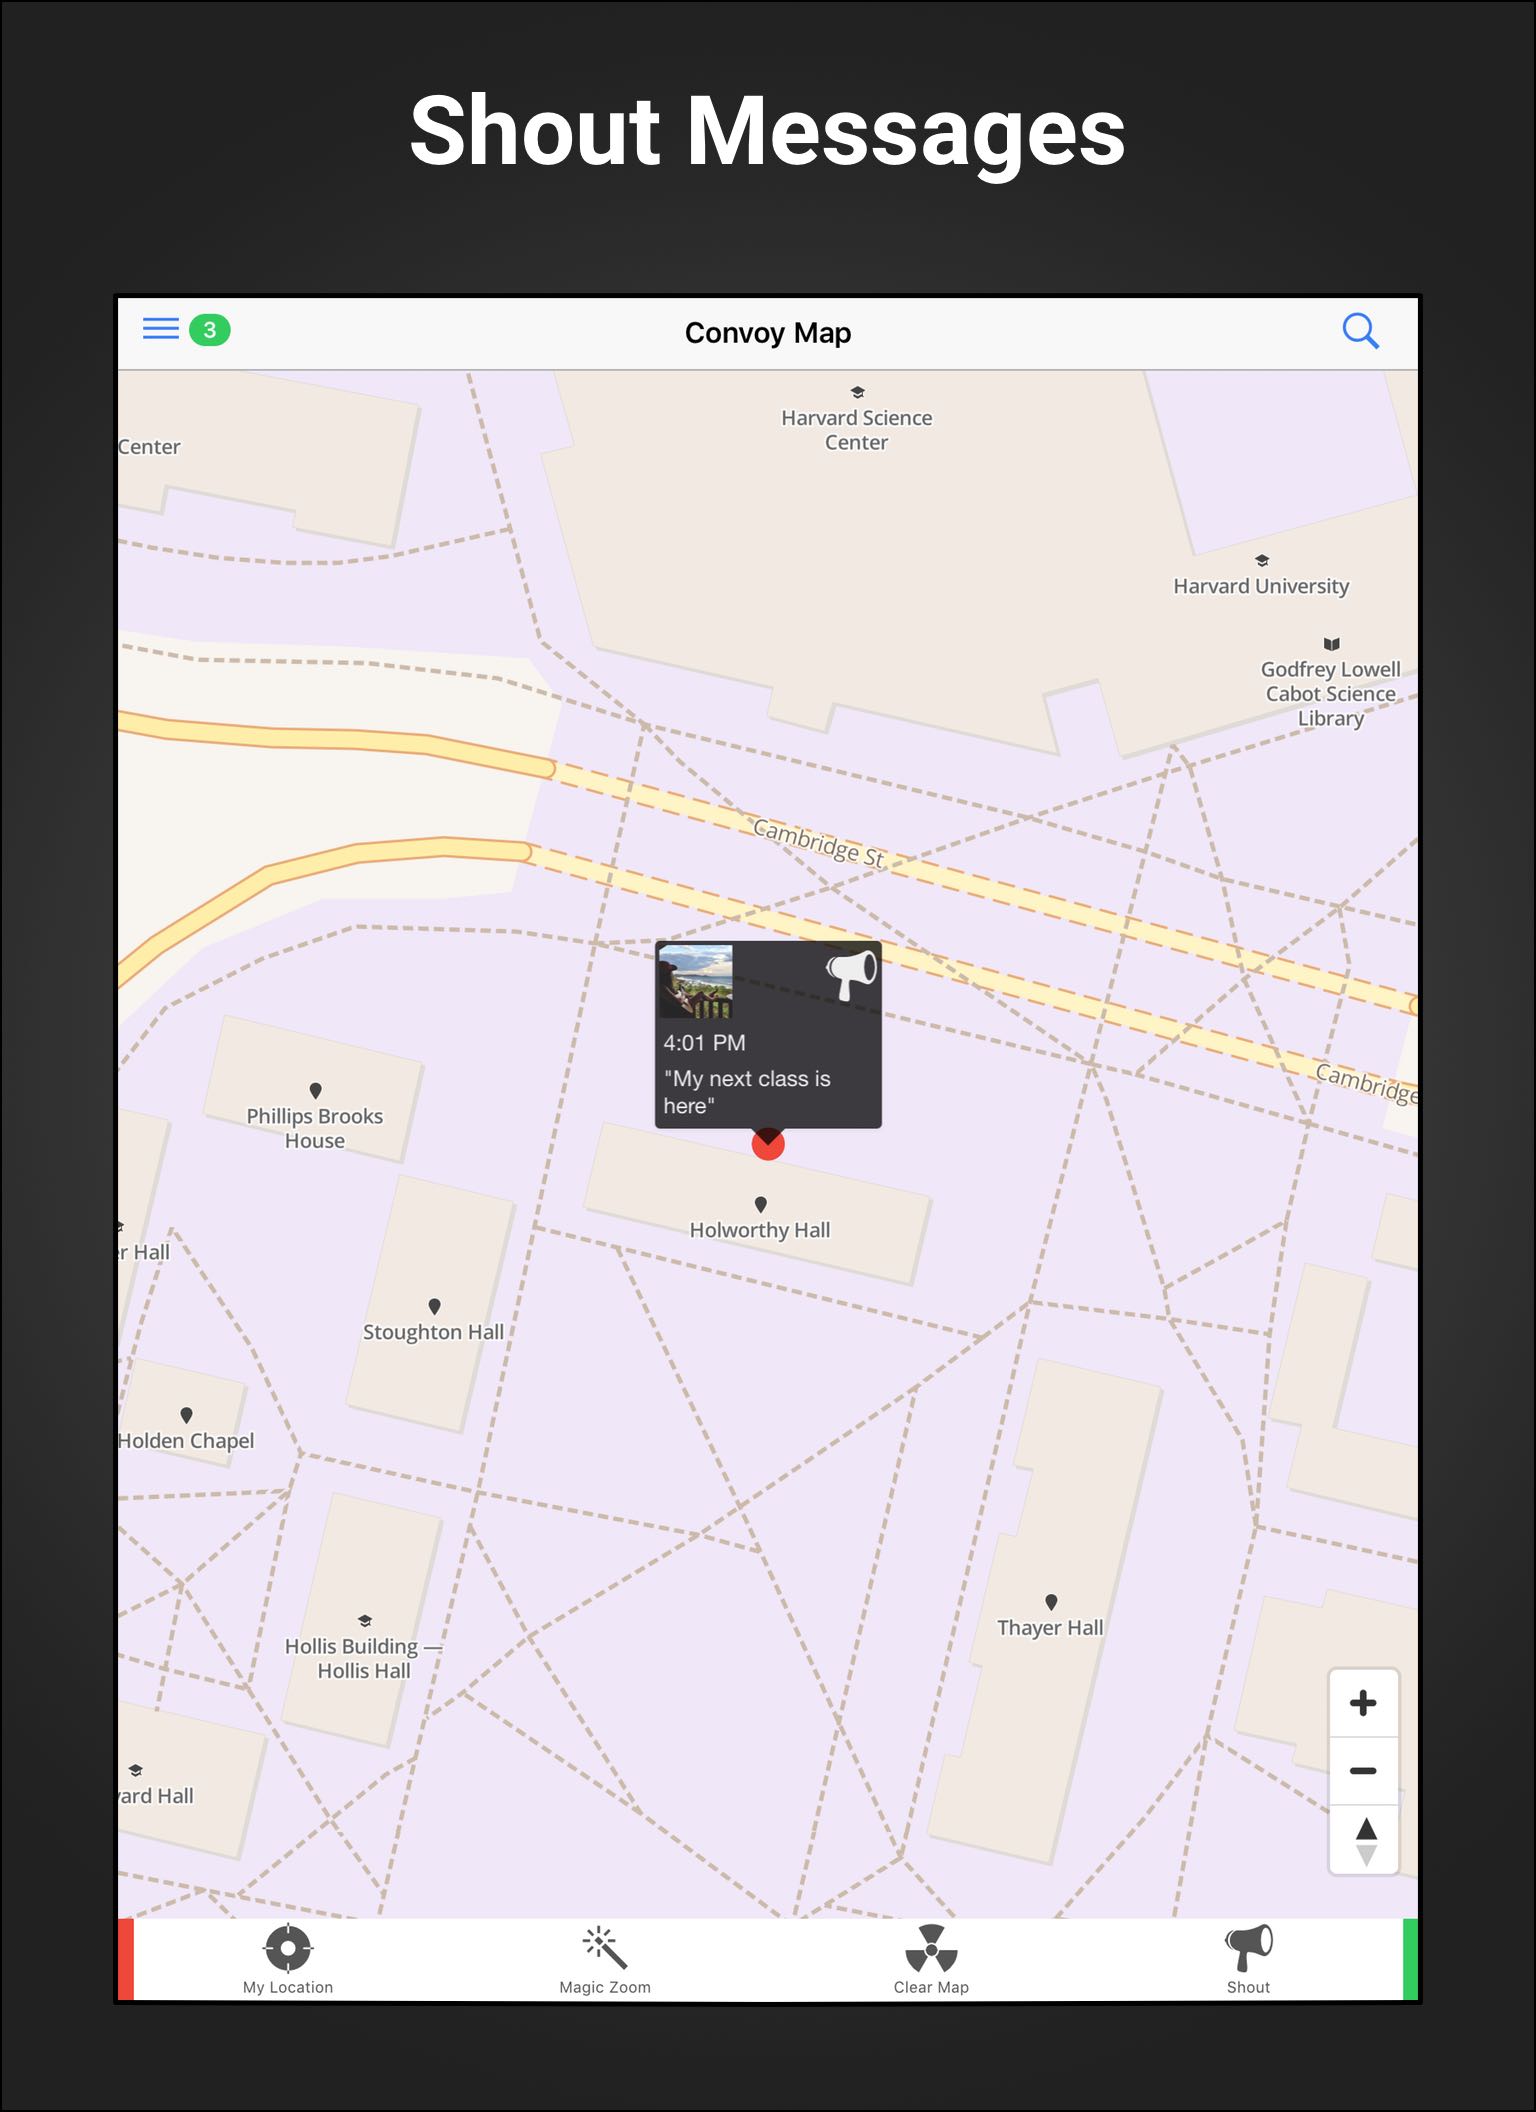 Shout Messages
3
Convoy Map
Harvard Science
Center
Center
Harvard University
Godfrey Lowell
Cabot Science
Library
Cambridge St
4:01 PM
"My next class is
here"
Cambridge
Phillips Brooks
House
Holworthy Hall
er Hall
Stoughton Hall
Holden Chapel
Thayer Hall
Hollis Building —
Hollis Hall
vard Hall
My Location
Magic Zoom
Clear Map
Shout